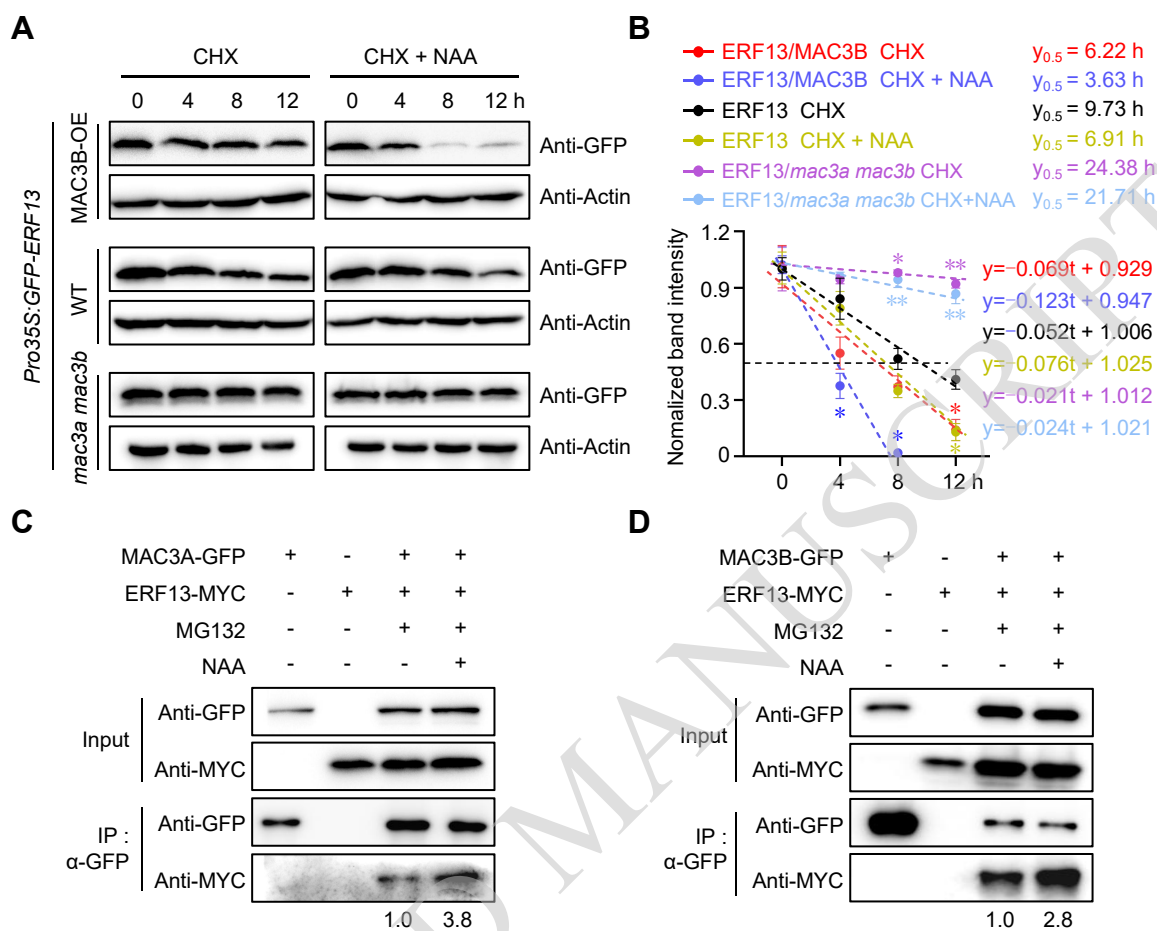 A
CHX
CHX + NAA
0 4 8 12 0 4 8 12 h
Pro35S:GFP-ERF13
MAC3B-OE
Anti-GFP
Anti-Actin
WT
Anti-GFP
Anti-Actin
mac3a mac3b
Anti-GFP
Anti-Actin
B
ERF13/MAC3B CHX y0.5 = 6.22 h
ERF13/MAC3B CHX + NAA y0.5 = 3.63 h
ERF13 CHX y0.5 = 9.73 h
ERF13 CHX + NAA y0.5 = 6.91 h
ERF13/mac3a mac3b CHX y0.5 = 24.38 h
ERF13/mac3a mac3b CHX+NAA y0.5 = 21.71 h
Nomalized band intensity
1.2
0.9
0.6
0.3
0
0 4 8 12 h
* **
** **
* * * *
y=−0.069t + 0.929
y=−0.123t + 0.947
y=−0.052t + 1.006
y=−0.076t + 1.025
y=−0.021t + 1.012
y=−0.024t + 1.021
C
MAC3A-GFP + - + +
ERF13-MYC - + + +
MG132 - - + +
NAA - - - +
Input
Anti-GFP
Anti-MYC
IP :
α-GFP
Anti-GFP
Anti-MYC
1.0 3.8
D
MAC3B-GFP + - + +
ERF13-MYC - + + +
MG132 - - + +
NAA - - - +
Input
Anti-GFP
Anti-MYC
IP :
α-GFP
Anti-GFP
Anti-MYC
1.0 2.8
D MANUSCRIPT